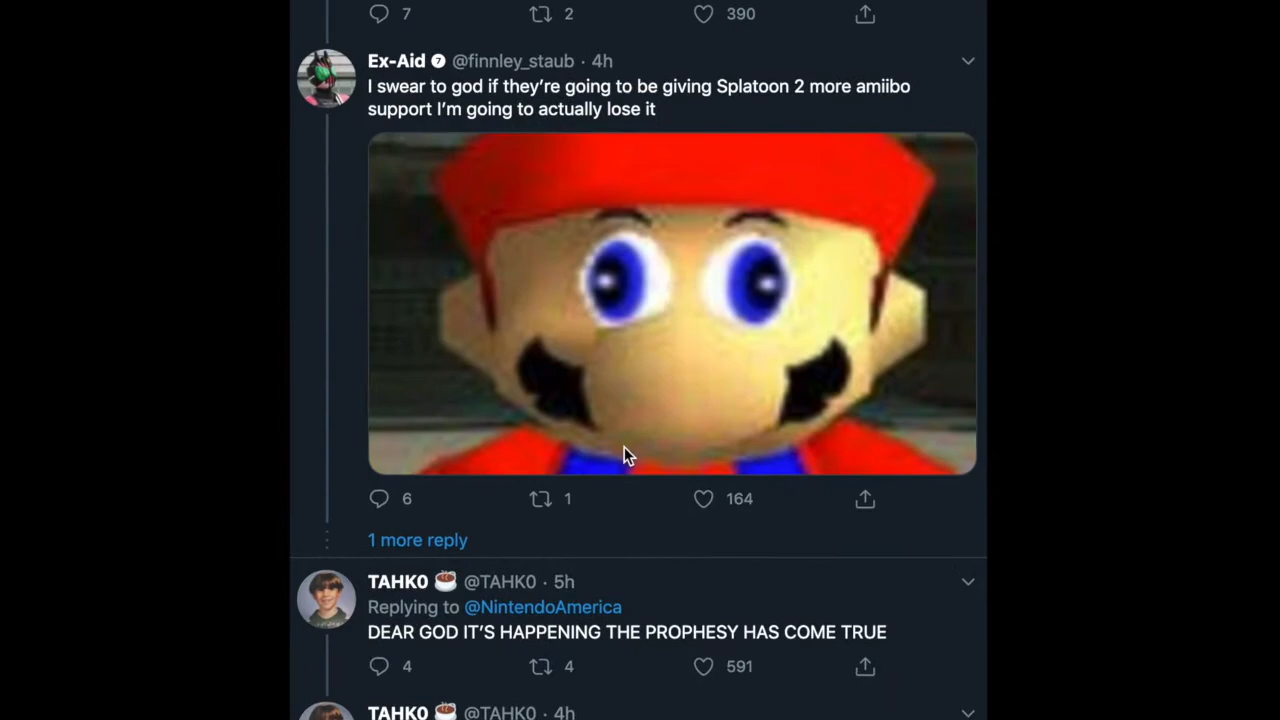 7 2 390
Ex-Aid 7 @finnley_staub · 4h
I swear to god if they're going to be giving Splatoon 2 more amiibo
support I'm going to actually lose it
6 1 164
1 more reply
TAHK0 ☕ @TAHK0 · 5h
Replying to @NintendoAmerica
DEAR GOD IT'S HAPPENING THE PROPHESY HAS COME TRUE
4 4 591
TAHK0 ☕ @TAHK0 · 4h